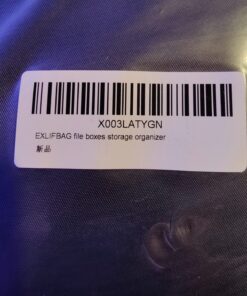 X003LATYGN
EXLIFBAG file boxes storage organizer
新品